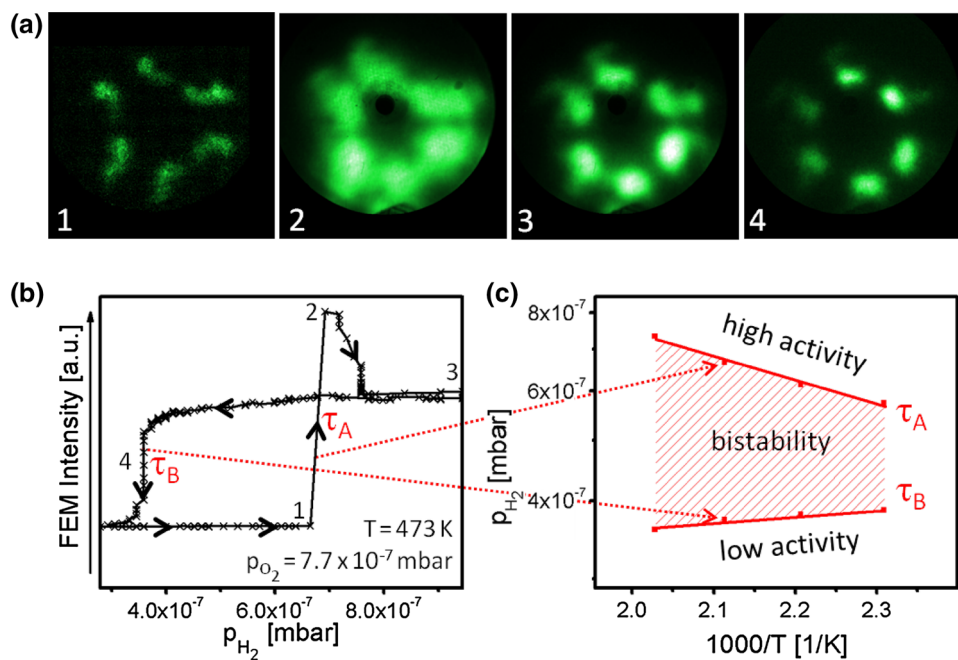 (a)
1
2
3
4
(b)
FEM Intensity [a.u.]
2
3
τA
4
τB
1
T = 473 K
pO2 = 7.7 x 10-7 mbar
4.0x10-7
6.0x10-7
8.0x10-7
pH2 [mbar]
(c)
8x10-7
6x10-7
4x10-7
pH2 [mbar]
high activity
τA
bistability
τB
low activity
2.0
2.1
2.2
2.3
1000/T [1/K]